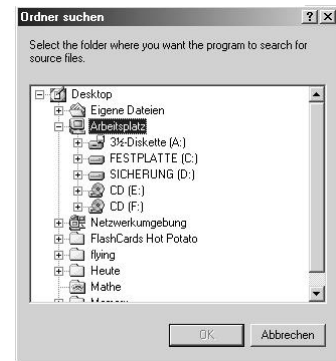 Ordner suchen
Select the folder where you want the program to search for
source files.
Desktop
Eigene Dateien
Arbeitsplatz
3½-Diskette (A:)
FESTPLATTE (C:)
SICHERUNG (D:)
CD (E:)
CD (F:)
Netzwerkumgebung
FlashCards Hot Potato
flying
Heute
Mathe
OK
Abbrechen